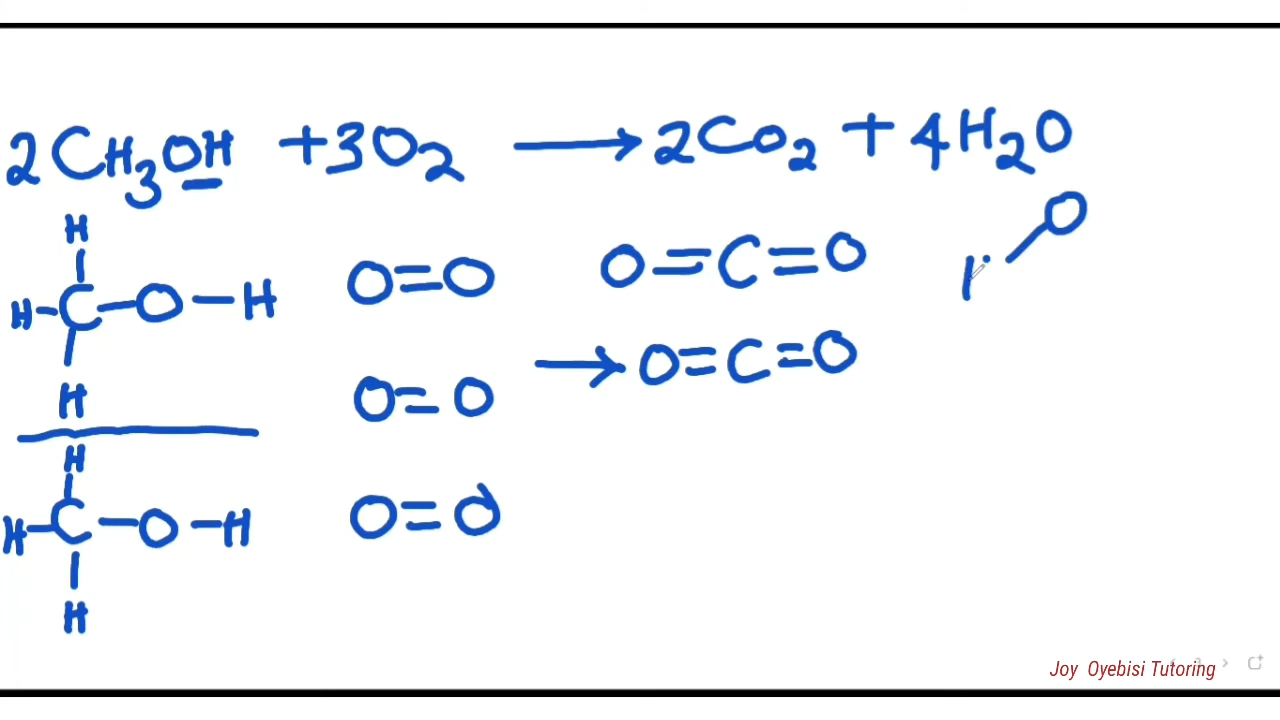 2CH₃OH + 3O₂ ⟶ 2CO₂ + 4H₂O
H
H-C-O-H
H
O=O
O=C=O
O
O=O
→ O=C=O
H
H-C-O-H
H
O=O
Joy Oyebisi Tutoring